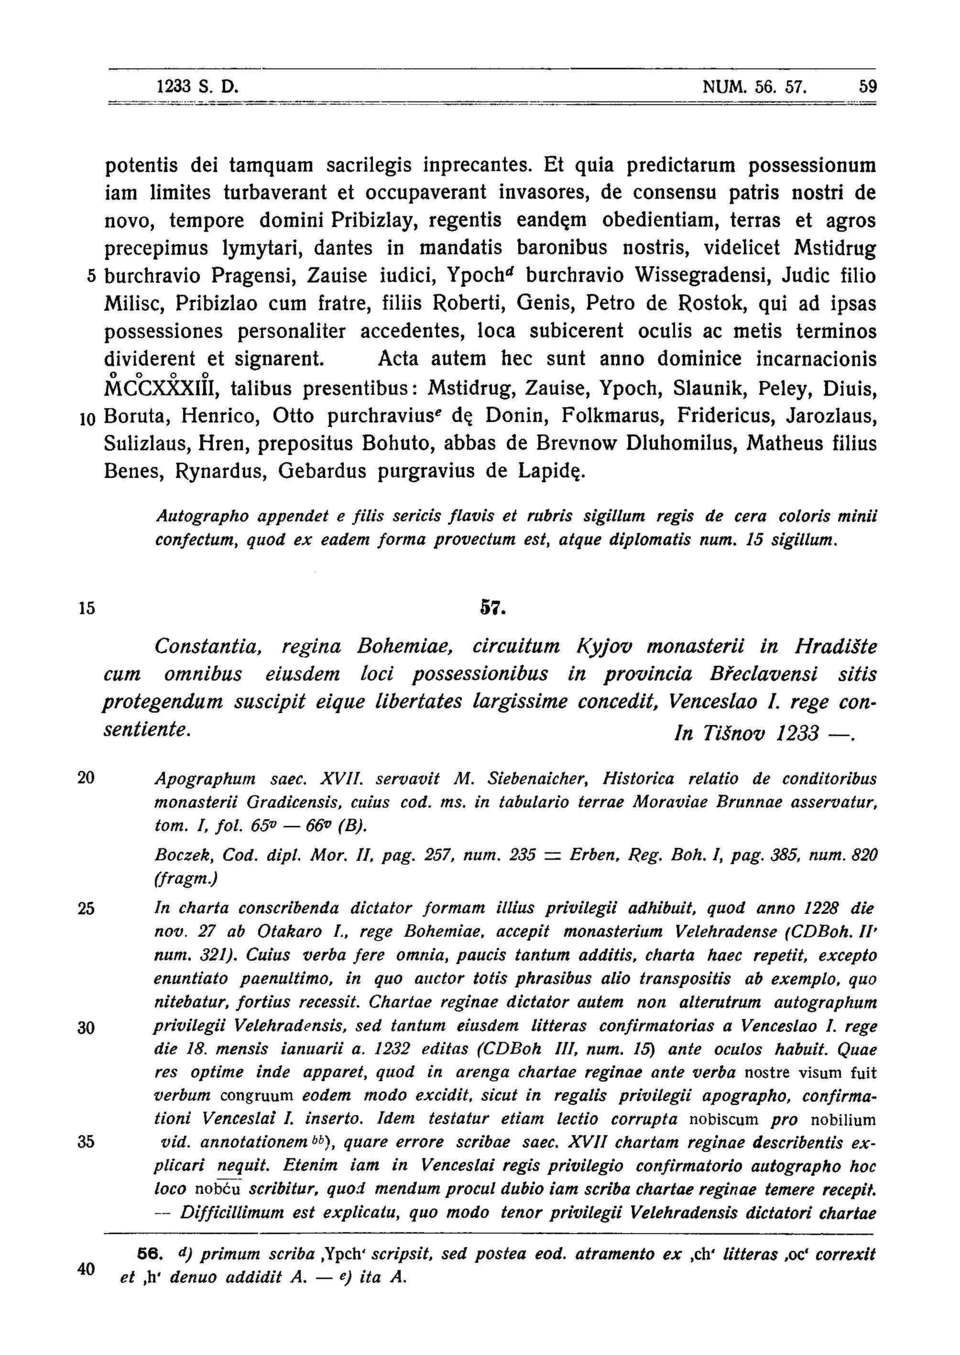 1233 S. D. NUM. 56. 57. 59
potentis dei tamquam sacrilegis inprecantes. Et quia predictarum possessionum
iam limites turbaverant et occupaverant invasores, de consensu patris nostri de
novo, tempore domini Pribizlay, regentis eandęm obedientiam, terras et agros
precepimus lymytari, dantes in mandatis baronibus nostris, videlicet Mstidrug
5 burchravio Pragensi, Zauise iudici, Ypochᵈ burchravio Wissegradensi, Judic filio
Milisc, Pribizlao cum fratre, filiis Roberti, Genis, Petro de Rostok, qui ad ipsas
possessiones personaliter accedentes, loca subicerent oculis ac metis terminos
dividerent et signarent. Acta autem hec sunt anno dominice incarnacionis
M̊CC̊XXX̊III̊, talibus presentibus: Mstidrug, Zauise, Ypoch, Slaunik, Peley, Diuis,
10 Boruta, Henrico, Otto purchraviusᵉ dę Donin, Folkmarus, Fridericus, Jarozlaus,
Sulizlaus, Hren, prepositus Bohuto, abbas de Brevnow Dluhomilus, Matheus filius
Benes, Rynardus, Gebardus purgravius de Lapidę.
Autographo appendet e filis sericis flavis et rubris sigillum regis de cera coloris minii
confectum, quod ex eadem forma provectum est, atque diplomatis num. 15 sigillum.
15 57.
Constantia, regina Bohemiae, circuitum Kyjov monasterii in Hradište
cum omnibus eiusdem loci possessionibus in provincia Břeclavensi sitis
protegendum suscipit eique libertates largissime concedit, Venceslao I. rege con-
sentiente. In Tišnov 1233 —.
20 Apographum saec. XVII. servavit M. Siebenaicher, Historica relatio de conditoribus
monasterii Gradicensis, cuius cod. ms. in tabulario terrae Moraviae Brunnae asservatur,
tom. I, fol. 65ᵛ — 66ᵛ (B).
Boczek, Cod. dipl. Mor. II, pag. 257, num. 235 = Erben, Reg. Boh. I, pag. 385, num. 820
(fragm.)
25 In charta conscribenda dictator formam illius privilegii adhibuit, quod anno 1228 die
nov. 27 ab Otakaro I., rege Bohemiae, accepit monasterium Velehradense (CDBoh. II'
num. 321). Cuius verba fere omnia, paucis tantum additis, charta haec repetit, excepto
enuntiato paenultimo, in quo auctor totis phrasibus alio transpositis ab exemplo, quo
nitebatur, fortius recessit. Chartae reginae dictator autem non alterutrum autographum
30 privilegii Velehradensis, sed tantum eiusdem litteras confirmatorias a Venceslao I. rege
die 18. mensis ianuarii a. 1232 editas (CDBoh III, num. 15) ante oculos habuit. Quae
res optime inde apparet, quod in arenga chartae reginae ante verba nostre visum fuit
verbum congruum eodem modo excidit, sicut in regalis privilegii apographo, confirma-
tioni Venceslai I. inserto. Idem testatur etiam lectio corrupta nobiscum pro nobilium
35 vid. annotationem ᵇᵇ), quare errore scribae saec. XVII chartam reginae describentis ex-
plicari nequit. Etenim iam in Venceslai regis privilegio confirmatorio autographo hoc
loco nob̅c̅u̅ scribitur, quod mendum procul dubio iam scriba chartae reginae temere recepit.
— Difficillimum est explicatu, quo modo tenor privilegii Velehradensis dictatori chartae
56. ᵈ) primum scriba ‚Ypch‘ scripsit, sed postea eod. atramento ex ‚ch‘ litteras ‚oc‘ correxit
40 et ‚h‘ denuo addidit A. — ᵉ) ita A.